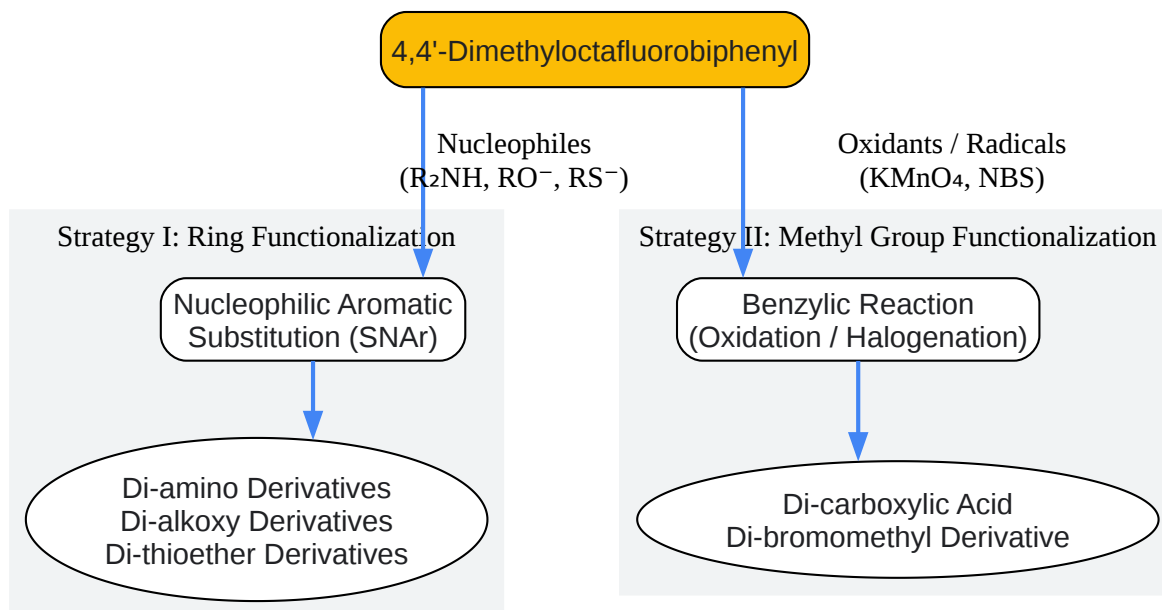 4,4'-Dimethyloctafluorobiphenyl
Nucleophiles
(R₂NH, RO⁻, RS⁻)
Oxidants / Radicals
(KMnO₄, NBS)
Strategy I: Ring Functionalization
Strategy II: Methyl Group Functionalization
Nucleophilic Aromatic
Substitution (SNAr)
Benzylic Reaction
(Oxidation / Halogenation)
Di-amino Derivatives
Di-alkoxy Derivatives
Di-thioether Derivatives
Di-carboxylic Acid
Di-bromomethyl Derivative